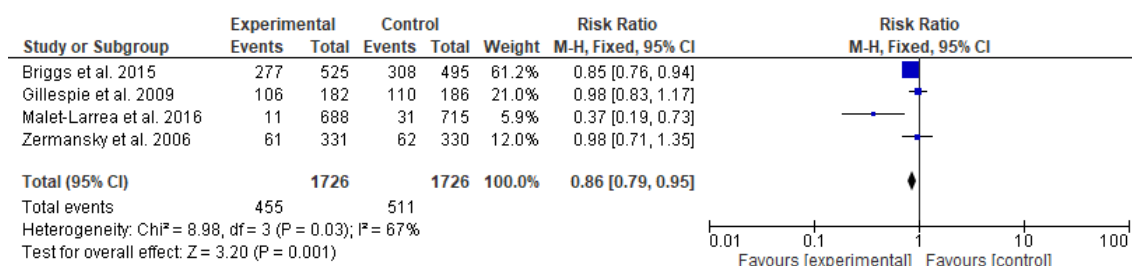 Experimental Control Risk Ratio Risk Ratio
Study or Subgroup Events Total Events Total Weight M-H, Fixed, 95% CI M-H, Fixed, 95% CI
Briggs et al. 2015 277 525 308 495 61.2% 0.85 [0.76, 0.94]
Gillespie et al. 2009 106 182 110 186 21.0% 0.98 [0.83, 1.17]
Malet-Larrea et al. 2016 11 688 31 715 5.9% 0.37 [0.19, 0.73]
Zermansky et al. 2006 61 331 62 330 12.0% 0.98 [0.71, 1.35]
Total (95% CI) 1726 1726 100.0% 0.86 [0.79, 0.95]
Total events 455 511
Heterogeneity: Chi² = 8.98, df = 3 (P = 0.03); I² = 67%
Test for overall effect: Z = 3.20 (P = 0.001)
0.01 0.1 1 10 100
Favours [experimental] Favours [control]